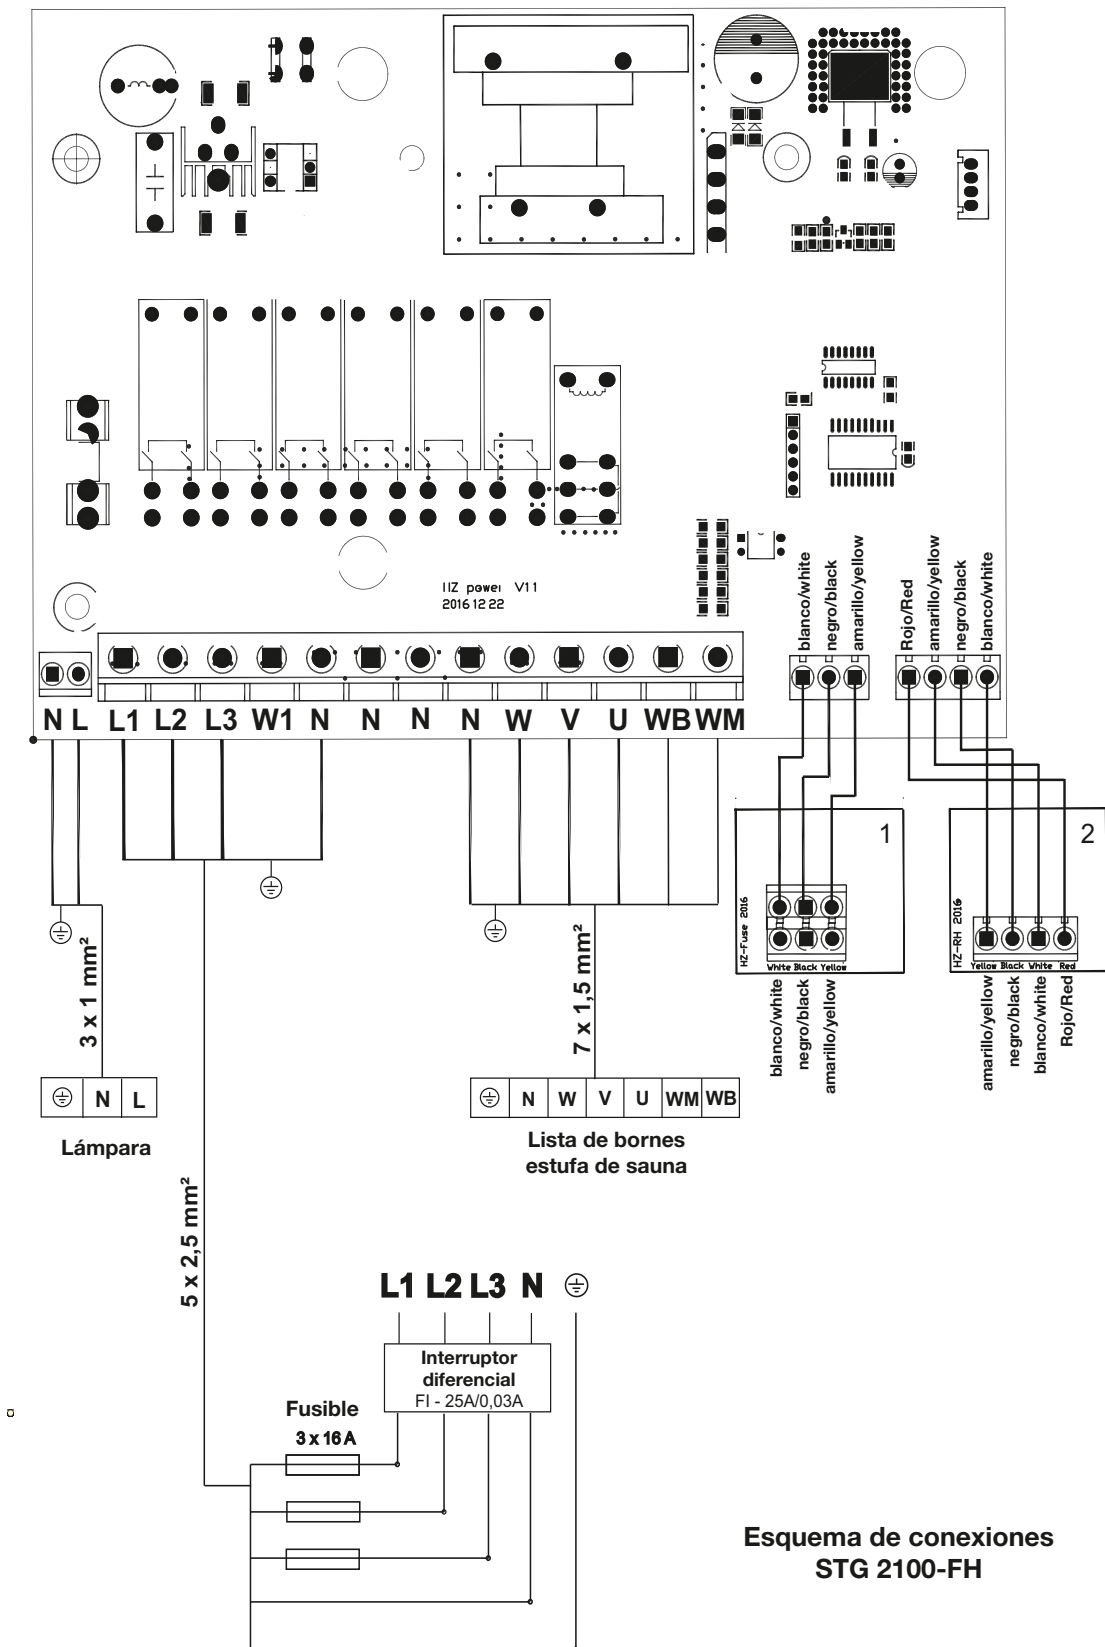 IIZ power V11
2016 12 22
blanco/white
negro/black
amarillo/yellow
Rojo/Red
amarillo/yellow
negro/black
blanco/white
N L L1 L2 L3 W1 N N N N W V U WB WM
1
2
HZ-Fuse 2016
HZ-RH 2016
White Black Yellow
Yellow Black White Red
blanco/white
negro/black
amarillo/yellow
amarillo/yellow
negro/black
blanco/white
Rojo/Red
3 x 1 mm²
7 x 1,5 mm²
N L
Lámpara
N W V U WM WB
Lista de bornes
estufa de sauna
5 x 2,5 mm²
L1 L2 L3 N
Interruptor
diferencial
FI - 25A/0,03A
Fusible
3 x 16 A
Esquema de conexiones
STG 2100-FH